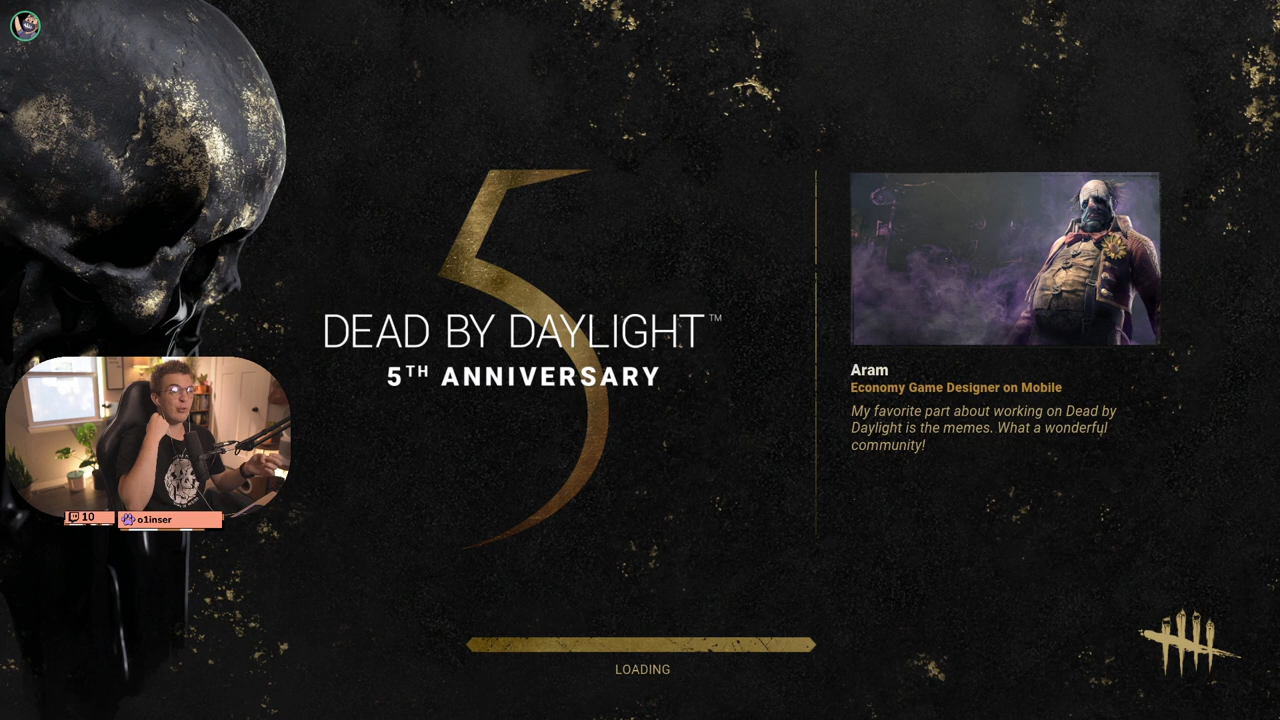 DEAD BY DAYLIGHT™
5TH ANNIVERSARY
Aram
Economy Game Designer on Mobile
My favorite part about working on Dead by
Daylight is the memes. What a wonderful
community!
10
o1inser
LOADING